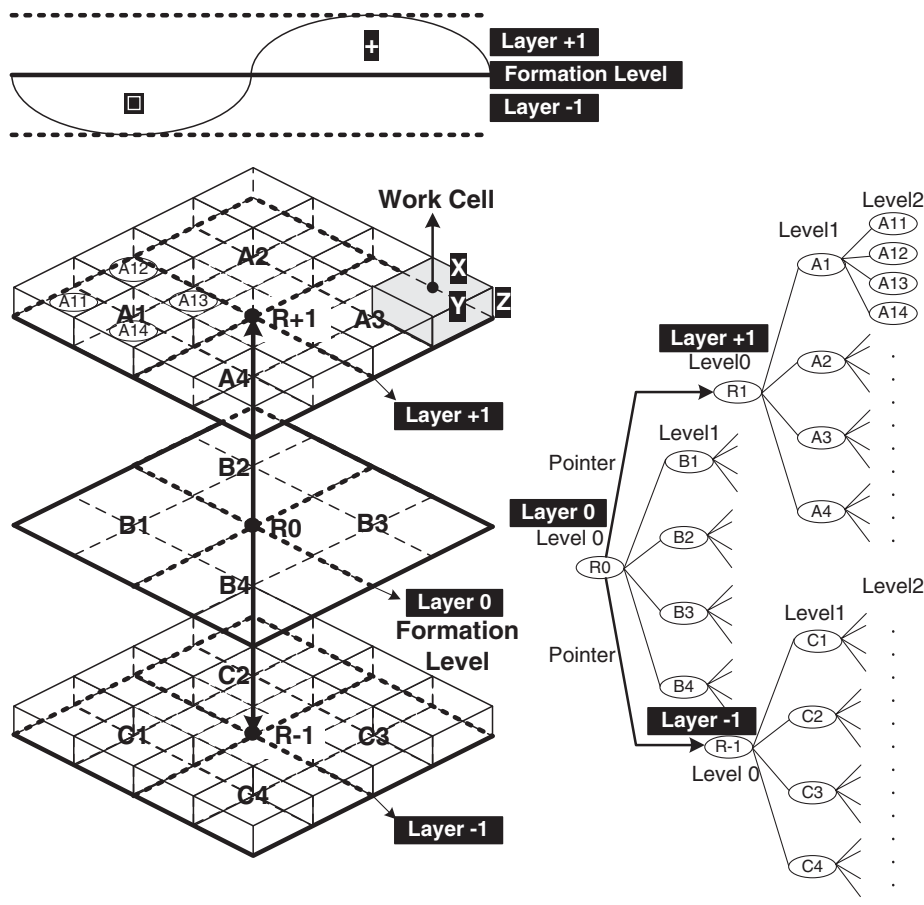 +
Layer +1
Formation Level
Layer -1
Work Cell
X
Y
Z
A2
A12
A11
A13
A1
A14
R+1
A3
A4
Layer +1
B2
B1
R0
B3
B4
Layer 0
Formation
Level
C2
C1
R-1
C3
C4
Layer -1
Level2
Level1
A11
A1
A12
A13
A14
Layer +1
Level0
A2
R1
Level1
A3
Pointer
B1
A4
Layer 0
Level 0
B2
R0
Level2
Level1
B3
C1
Pointer
B4
Layer -1
C2
R-1
Level 0
C3
C4